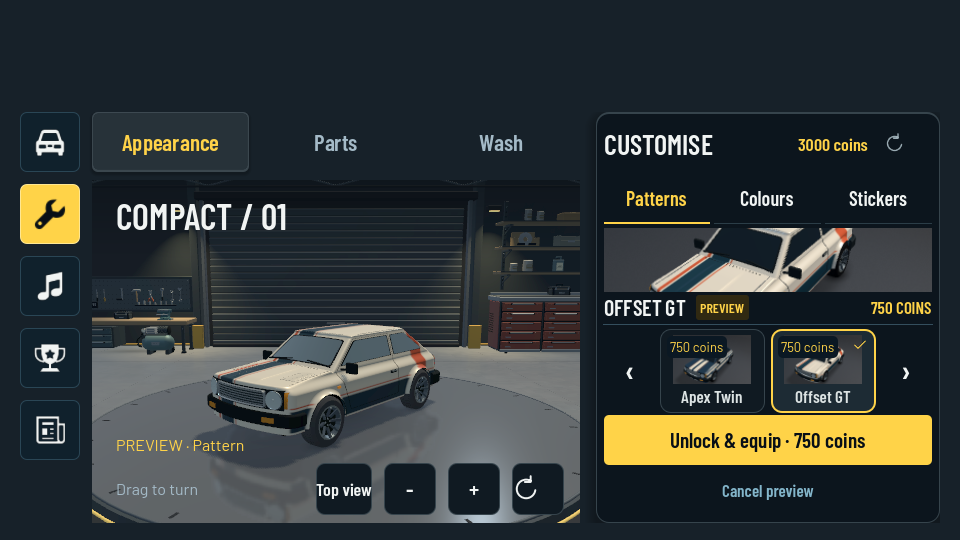 Appearance
Parts
Wash
COMPACT / 01
PREVIEW · Pattern
Drag to turn
Top view
-
+
CUSTOMISE
3000 coins
Patterns
Colours
Stickers
OFFSET GT
PREVIEW
750 COINS
‹
750 coins
Apex Twin
750 coins
Offset GT
›
Unlock & equip · 750 coins
Cancel preview